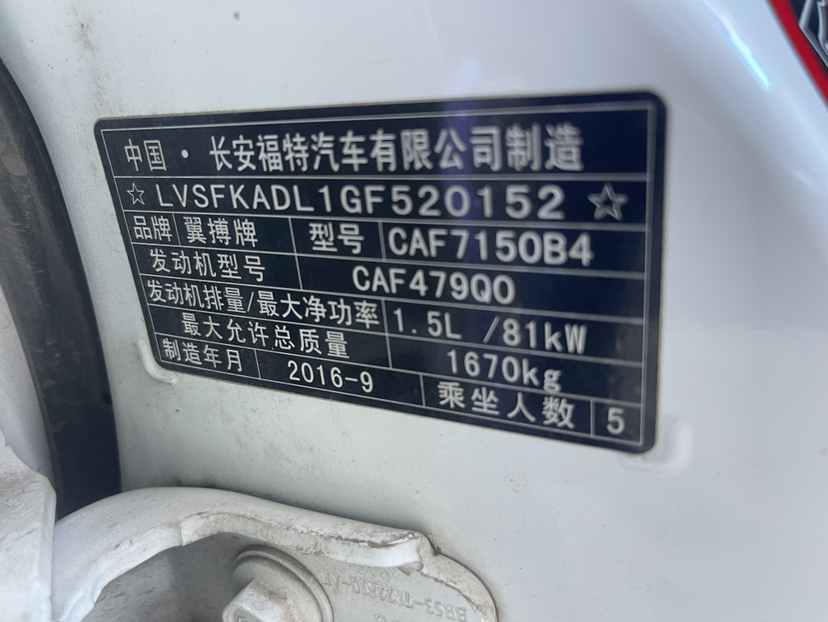 中国·长安福特汽车有限公司制造
☆LVSFKADL1GF520152☆
品牌 翼搏牌 型号 CAF7150B4
发动机型号 CAF479Q0
发动机排量/最大净功率 1.5L /81kW
最大允许总质量 1670kg
制造年月 2016-9 乘坐人数 5